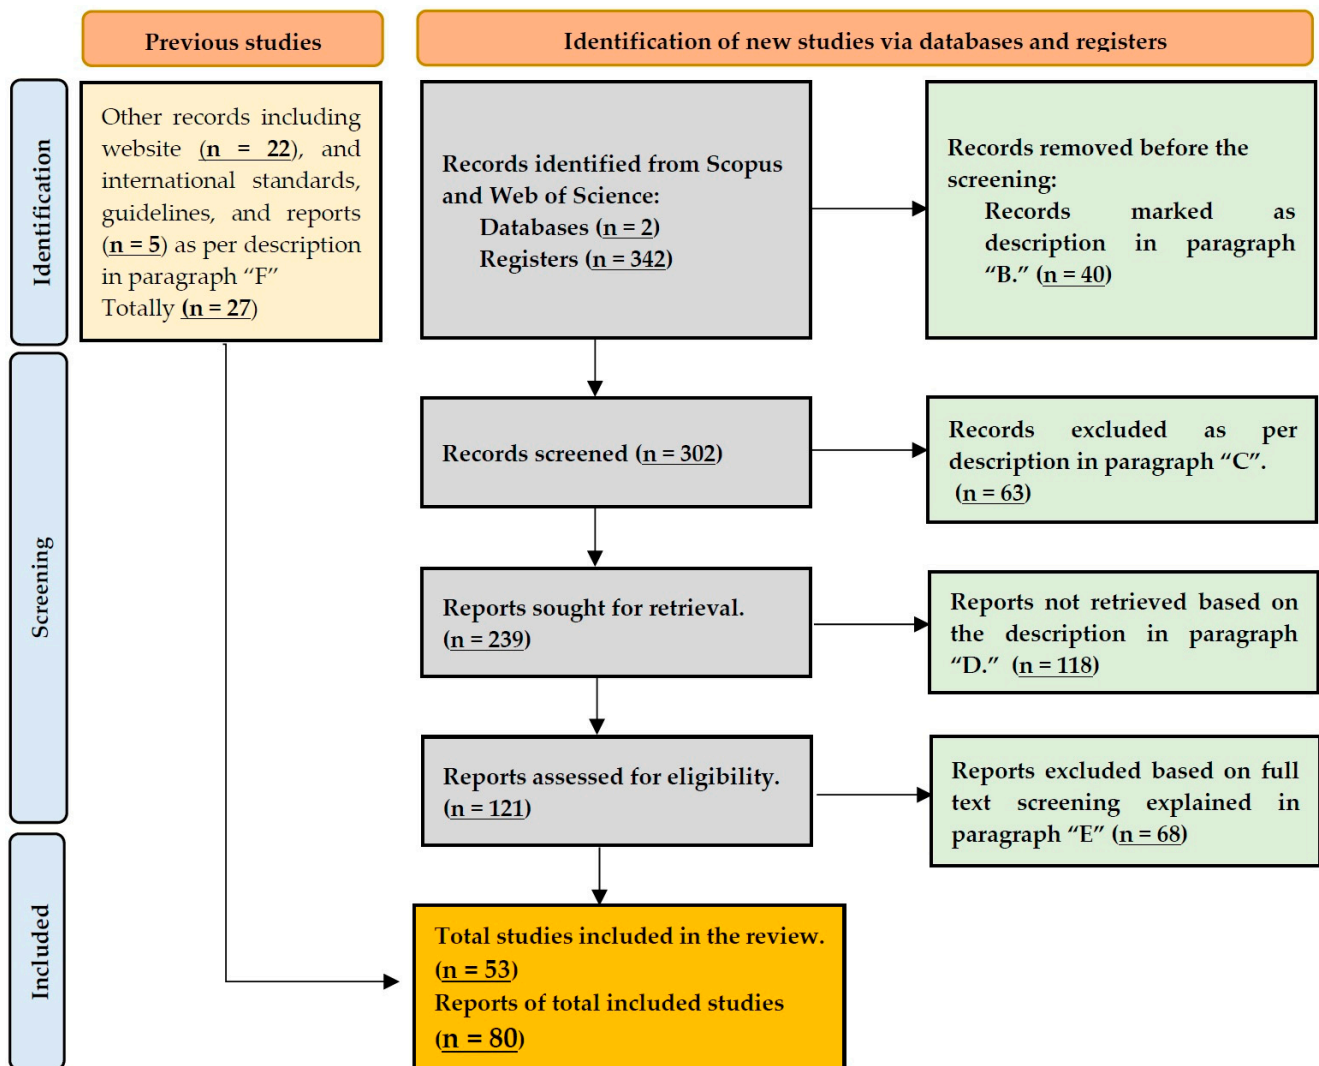 Previous studies
Identification of new studies via databases and registers
Identification
Other records including
website (n = 22), and
international standards,
guidelines, and reports
(n = 5) as per description
in paragraph “F”
Totally (n = 27)
Records identified from Scopus
and Web of Science:
Databases (n = 2)
Registers (n = 342)
Records removed before the
screening:
Records marked as
description in paragraph
“B.” (n = 40)
Screening
Records screened (n = 302)
Records excluded as per
description in paragraph “C”.
(n = 63)
Reports sought for retrieval.
(n = 239)
Reports not retrieved based on
the description in paragraph
“D.” (n = 118)
Reports assessed for eligibility.
(n = 121)
Reports excluded based on full
text screening explained in
paragraph “E” (n = 68)
Included
Total studies included in the review.
(n = 53)
Reports of total included studies
(n = 80)